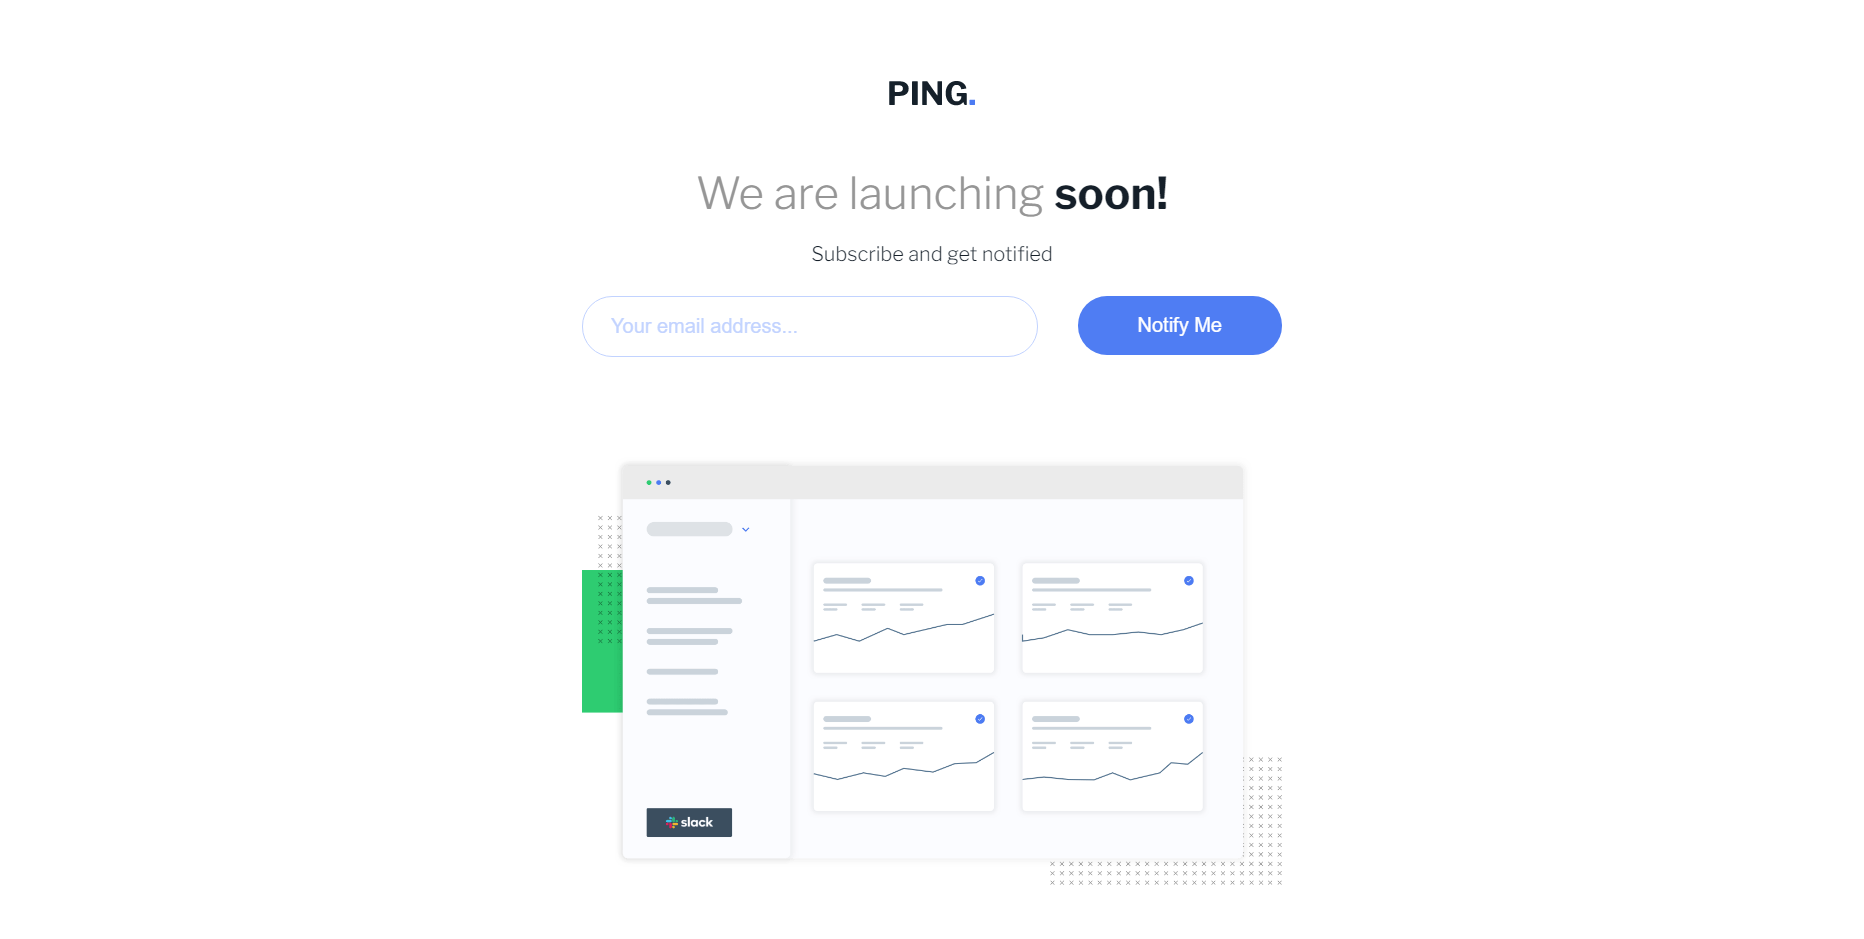 PING.
We are launching soon!
Subscribe and get notified
Your email address...
Notify Me
slack